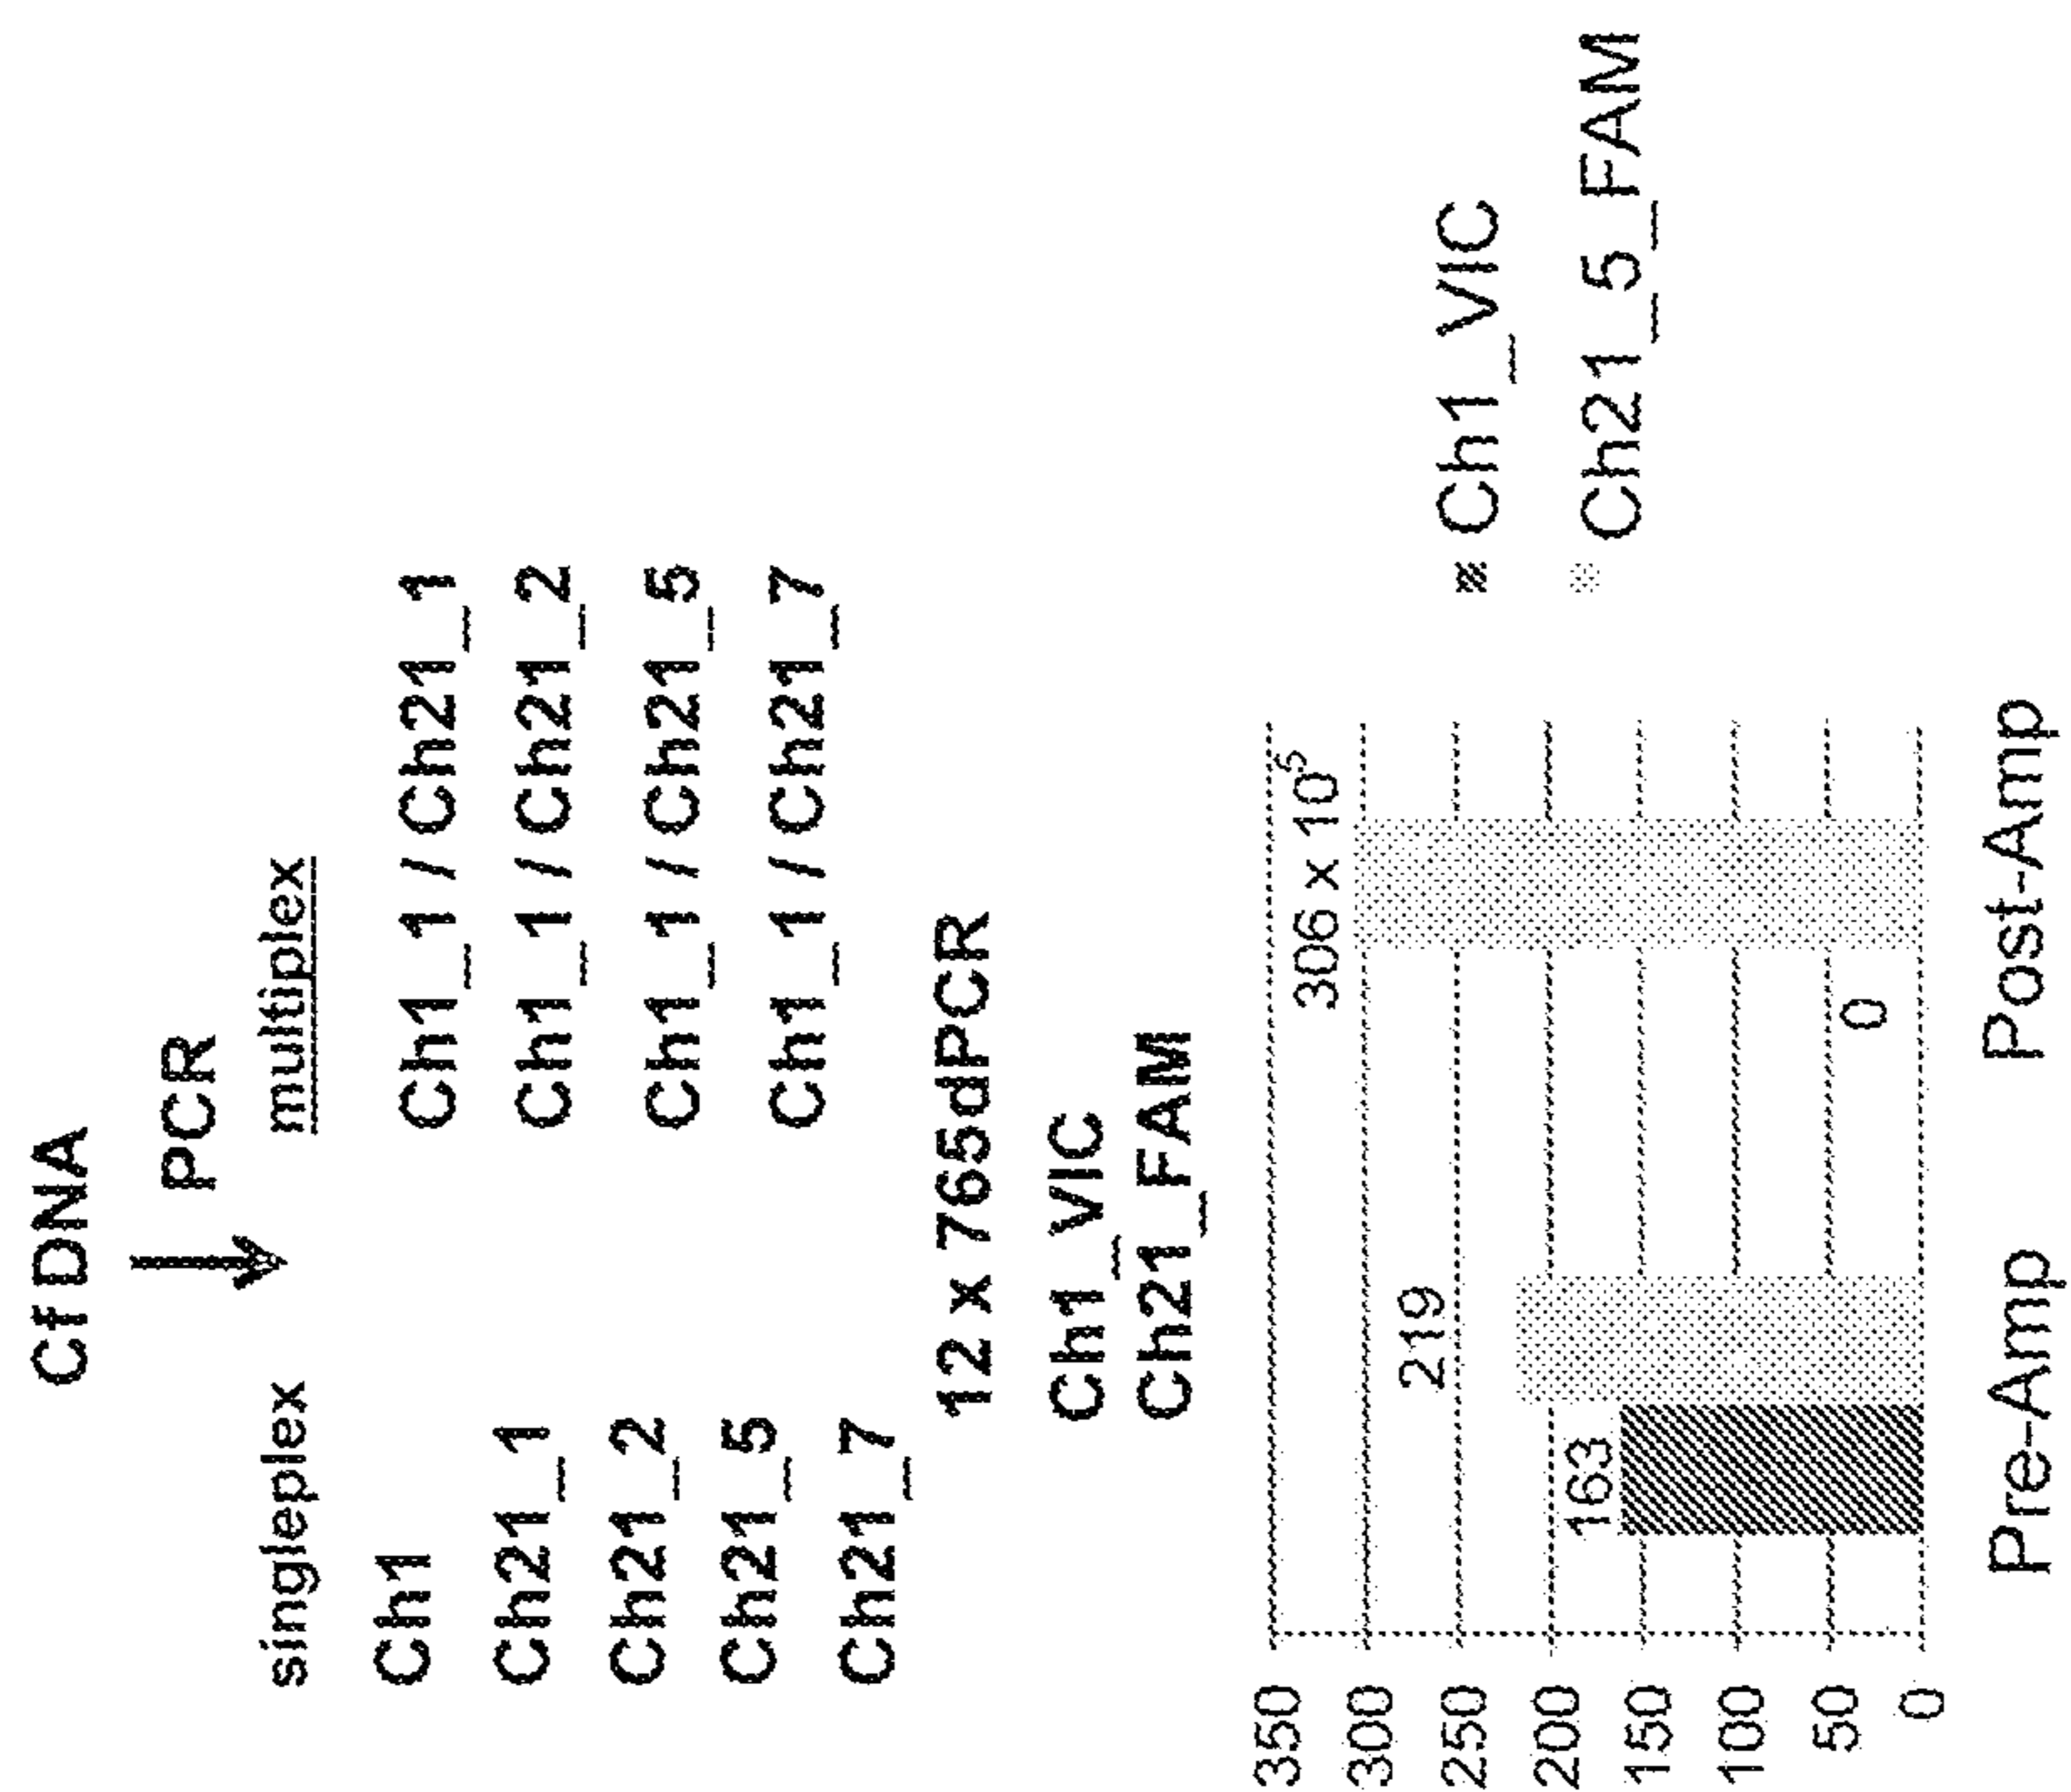 CfDNA
PCR
singleplex multiplex
Ch1 Ch1_1 / Ch21_1
Ch21_1 Ch1_1 / Ch21_2
Ch21_2 Ch1_1 / Ch21_5
Ch21_5 Ch1_1 / Ch21_7
Ch21_7
12 x 765dPCR
Ch1_VIC
Ch21_FAM
350
306 x 10^5
300
250
219
200
163
150
100
50
0
0
Pre-Amp Post-Amp
Ch1_VIC
Ch21_5_FAM